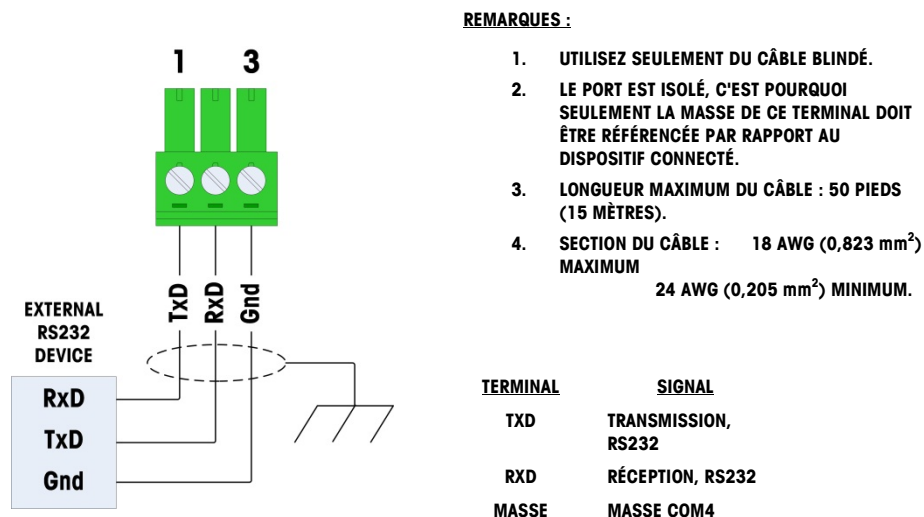 1 3
TxD
RxD
Gnd
EXTERNAL
RS232
DEVICE
RxD
TxD
Gnd
REMARQUES :
1. UTILISEZ SEULEMENT DU CÂBLE BLINDÉ.
2. LE PORT EST ISOLÉ, C'EST POURQUOI
SEULEMENT LA MASSE DE CE TERMINAL DOIT
ÊTRE RÉFÉRENCÉE PAR RAPPORT AU
DISPOSITIF CONNECTÉ.
3. LONGUEUR MAXIMUM DU CÂBLE : 50 PIEDS
(15 MÈTRES).
4. SECTION DU CÂBLE : 18 AWG (0,823 mm²)
MAXIMUM
24 AWG (0,205 mm²) MINIMUM.
TERMINAL SIGNAL
TXD TRANSMISSION,
RS232
RXD RÉCEPTION, RS232
MASSE MASSE COM4